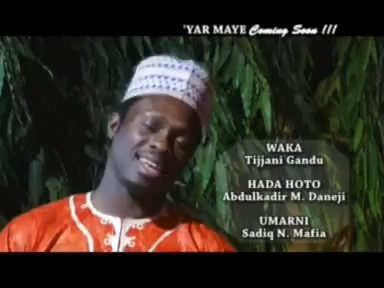 'YAR MAYE Coming Soon !!!
WAKA
Tijjani Gandu
HADA HOTO
Abdulkadir M. Daneji
UMARNI
Sadiq N. Mafia